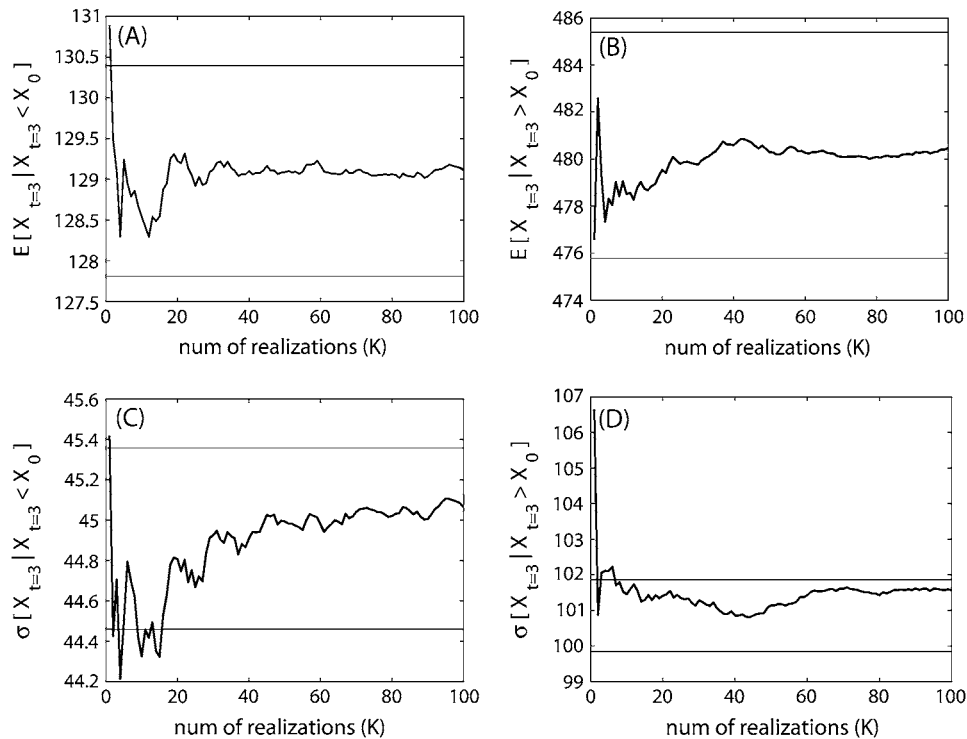 (A)
E [ X t=3 | X t=3 < X 0 ]
131
130.5
130
129.5
129
128.5
128
127.5
0 20 40 60 80 100
num of realizations (K)
(B)
E [ X t=3 | X t=3 > X 0 ]
486
484
482
480
478
476
474
0 20 40 60 80 100
num of realizations (K)
(C)
σ [ X t=3 | X t=3 < X 0 ]
45.6
45.4
45.2
45
44.8
44.6
44.4
44.2
0 20 40 60 80 100
num of realizations (K)
(D)
σ [ X t=3 | X t=3 > X 0 ]
107
106
105
104
103
102
101
100
99
0 20 40 60 80 100
num of realizations (K)